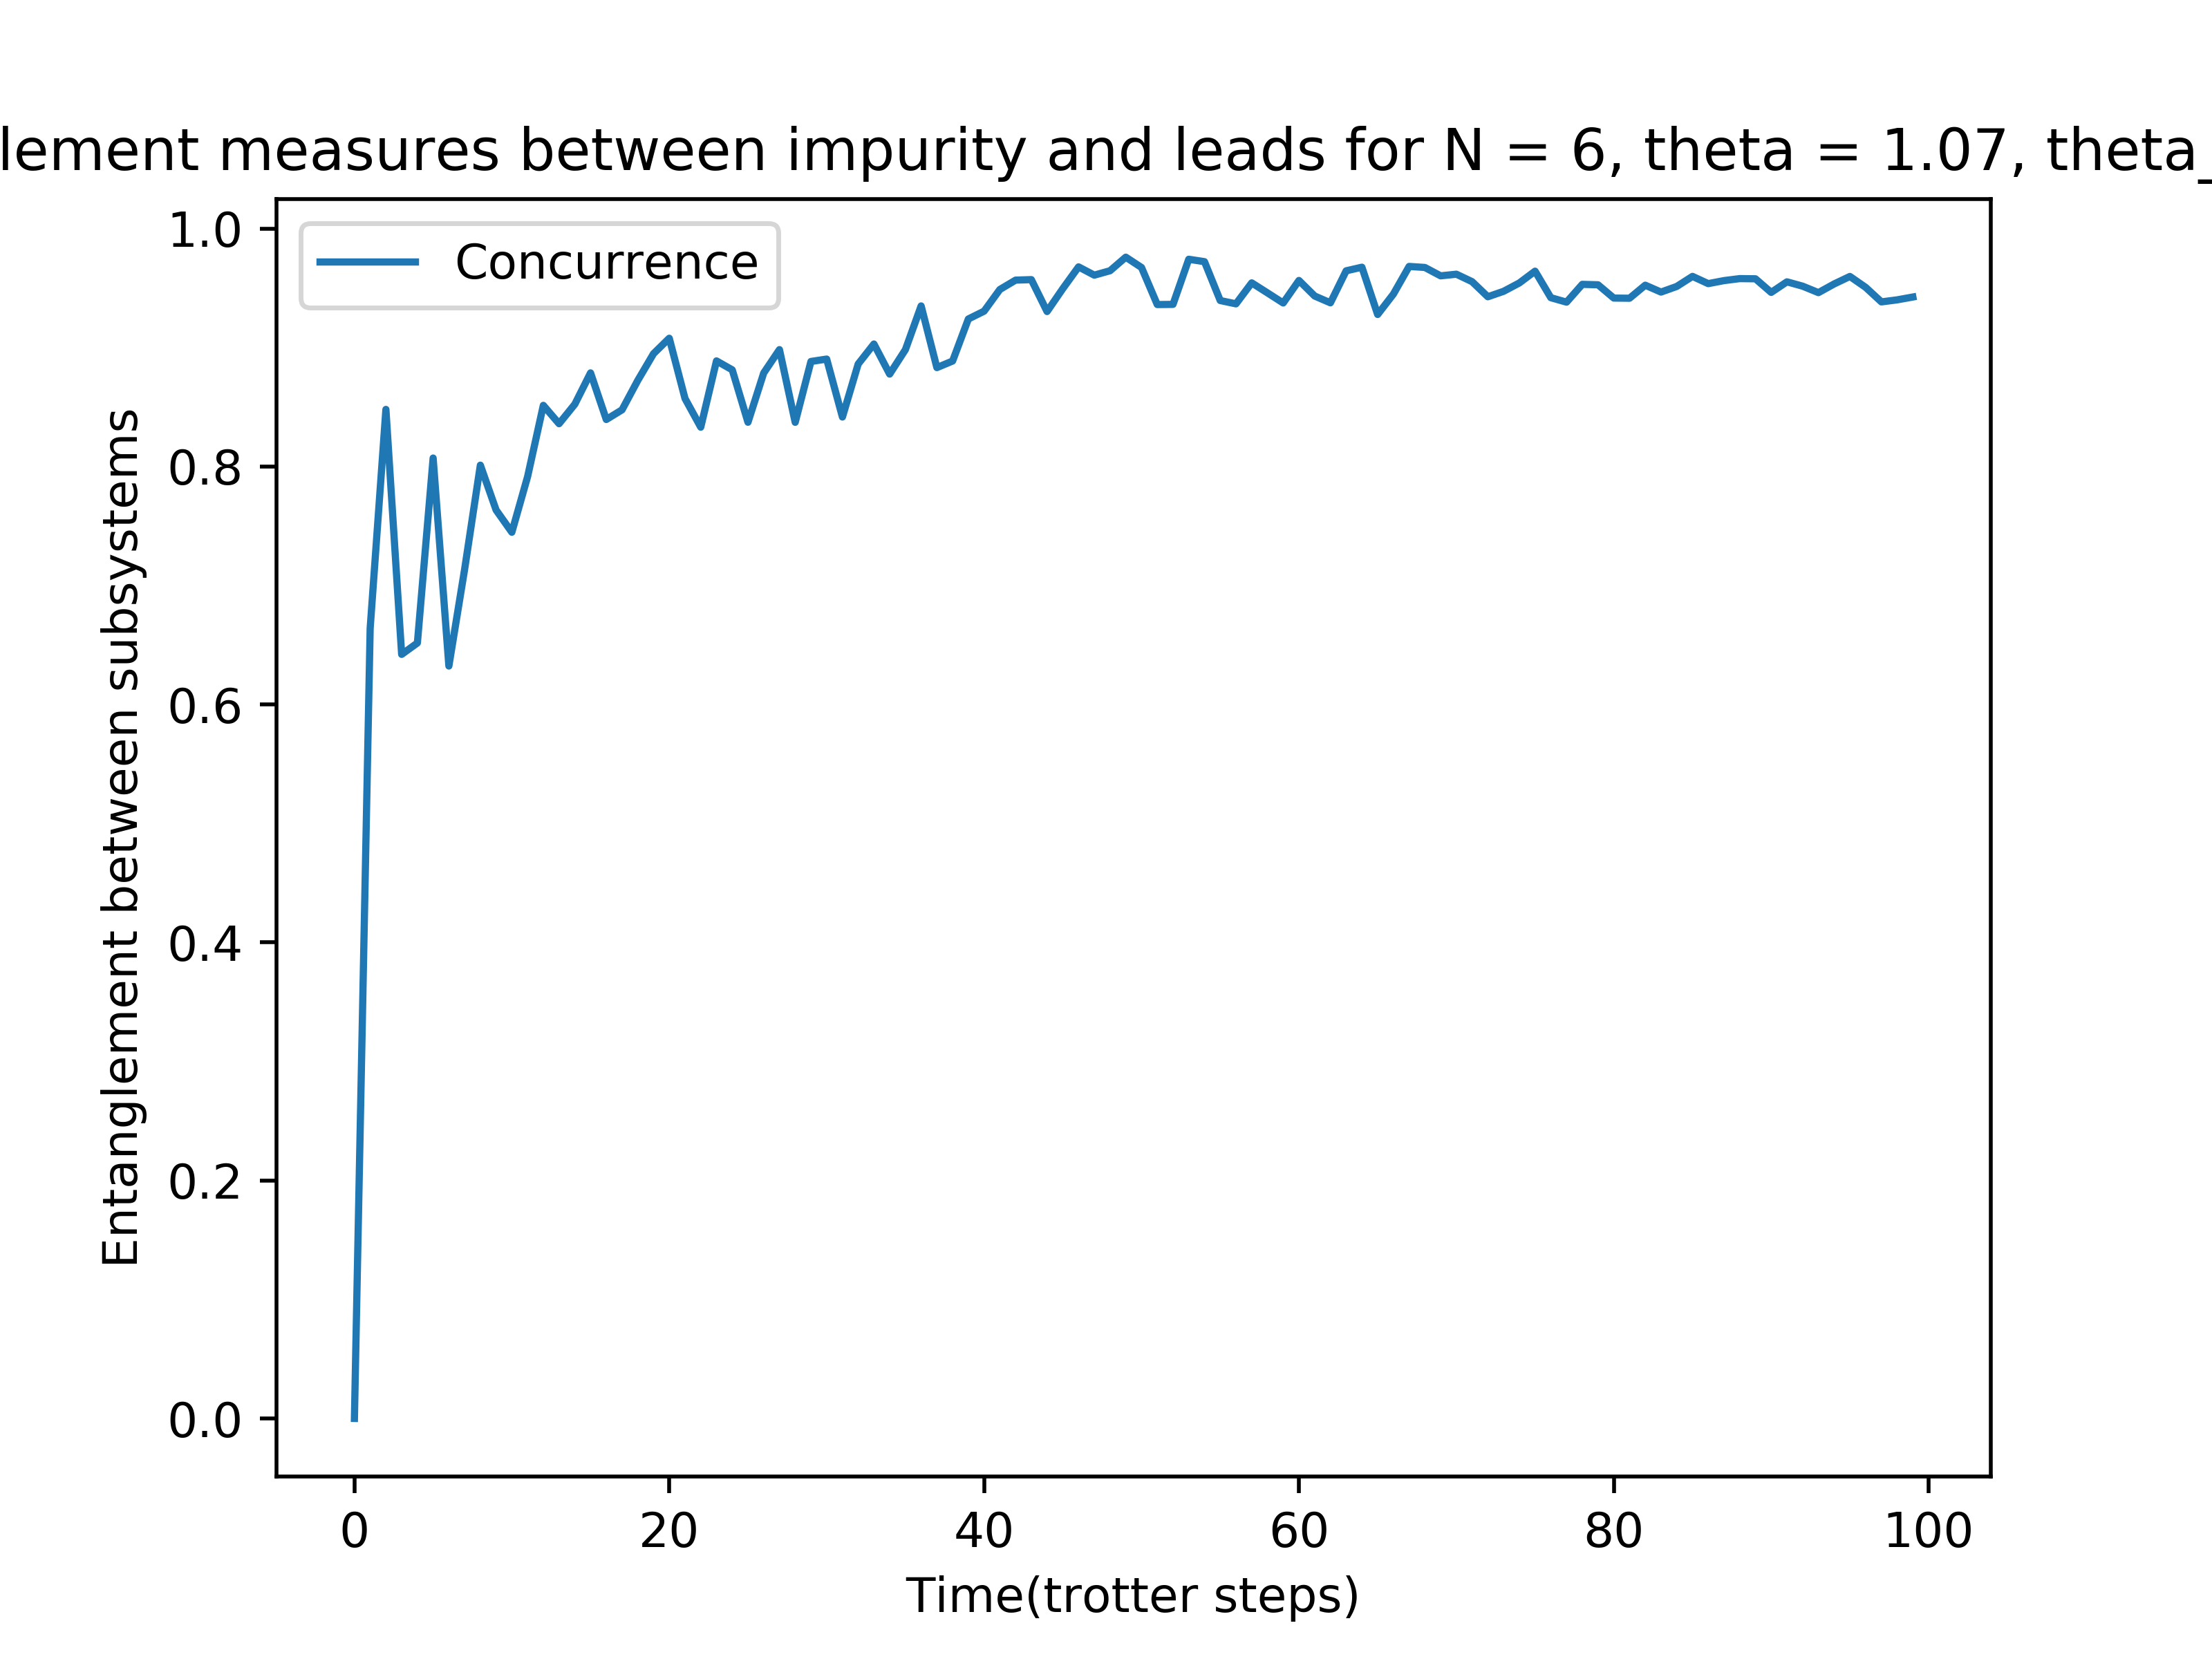 lement measures between impurity and leads for N = 6, theta = 1.07, theta_
Concurrence
1.0
0.8
0.6
0.4
0.2
0.0
Entanglement between subsystems
0 20 40 60 80 100
Time(trotter steps)